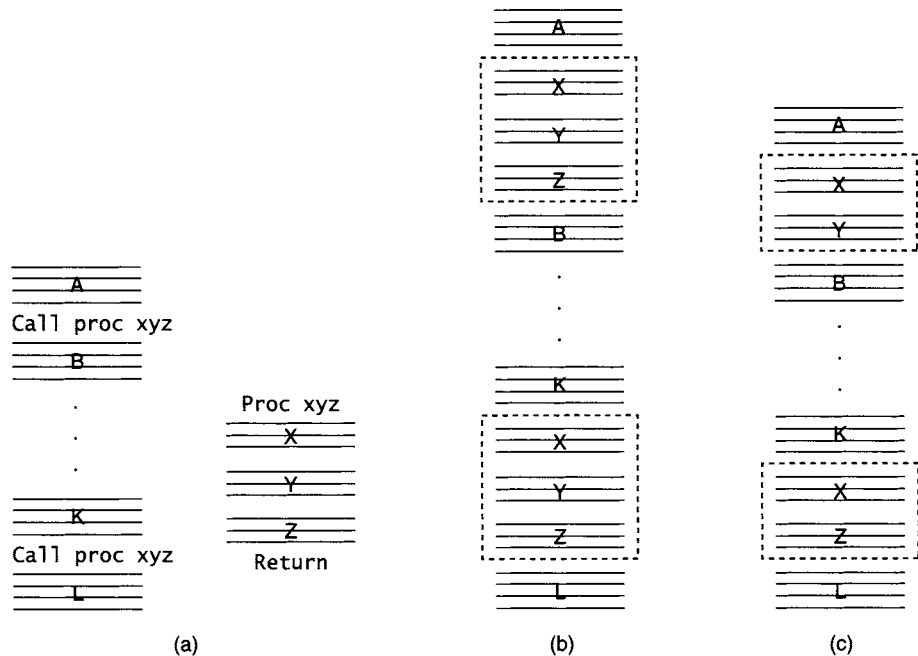 A
Call proc xyz
B
.
.
.
K
Call proc xyz
L
Proc xyz
X
Y
Z
Return
(a)
A
X
Y
Z
B
.
.
.
K
X
Y
Z
L
(b)
A
X
Y
B
.
.
.
K
X
Z
L
(c)